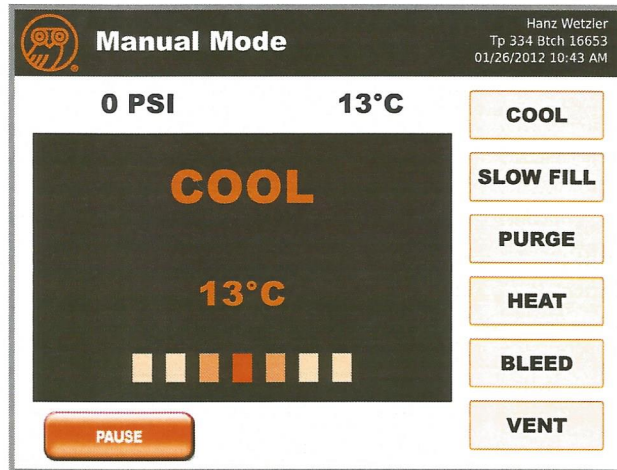 Manual Mode
Hanz Wetzler
Tp 334 Btch 16653
01/26/2012 10:43 AM
0 PSI
13°C
COOL
13°C
PAUSE
COOL
SLOW FILL
PURGE
HEAT
BLEED
VENT